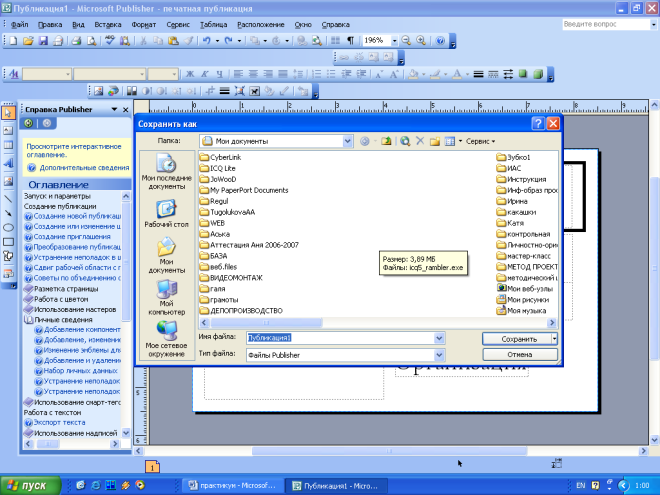 Публикация1 - Microsoft Publisher - печатная публикация
Файл Правка Вид Вставка Формат Сервис Таблица Расположение Окно Справка
Введите вопрос
196%
Справка Publisher
Просмотрите интерактивное оглавление.
Дополнительные сведения
Оглавление
Запуск и параметры
Создание публикации
Создание новой публикац
Создание или изменение ш
Создание приглашения
Преобразование публикац
Устранение неполадок в ш
Сдвиг рабочей области с г
Советы по объединению с
Разметка страницы
Работа с цветом
Использование мастеров
Личные сведения
Добавление компонент
Добавление, изменение
Изменение эмблемы для
Добавление и удаление
Набор личных данных
Устранение неполадок
Устранение неполадок
Использование смарт-тегс
Работа с текстом
Экспорт текста
Использование надписей
Сохранить как
Папка:
Мои документы
Сервис
Мои последние документы
Рабочий стол
Мои документы
Мой компьютер
Мое сетевое окружение
CyberLink
ICQ Lite
JoWooD
My PaperPort Documents
Regul
TugolukovaAA
WEB
Аська
Аттестация Аня 2006-2007
БАЗА
веб.files
ВИДЕОМОНТАЖ
галя
грамоты
ДЕЛОПРОИЗВОДСТВО
Зубко1
ИАС
Инструкция
Инф-образ прос
Ирина
какашки
Катя
контрольная
Личностно-ори
мастер-класс
МЕТОД ПРОЕКТ
методический ц
Мои веб-узлы
Мои рисунки
Моя музыка
Размер: 3,89 МБ
Файлы: icq5_rambler.exe
Имя файла:
Публикация1
Сохранить
Тип файла:
Файлы Publisher
Отмена
Организация
1
пуск
практикум - Microsof...
Публикация1 - Micro...
EN
1:00